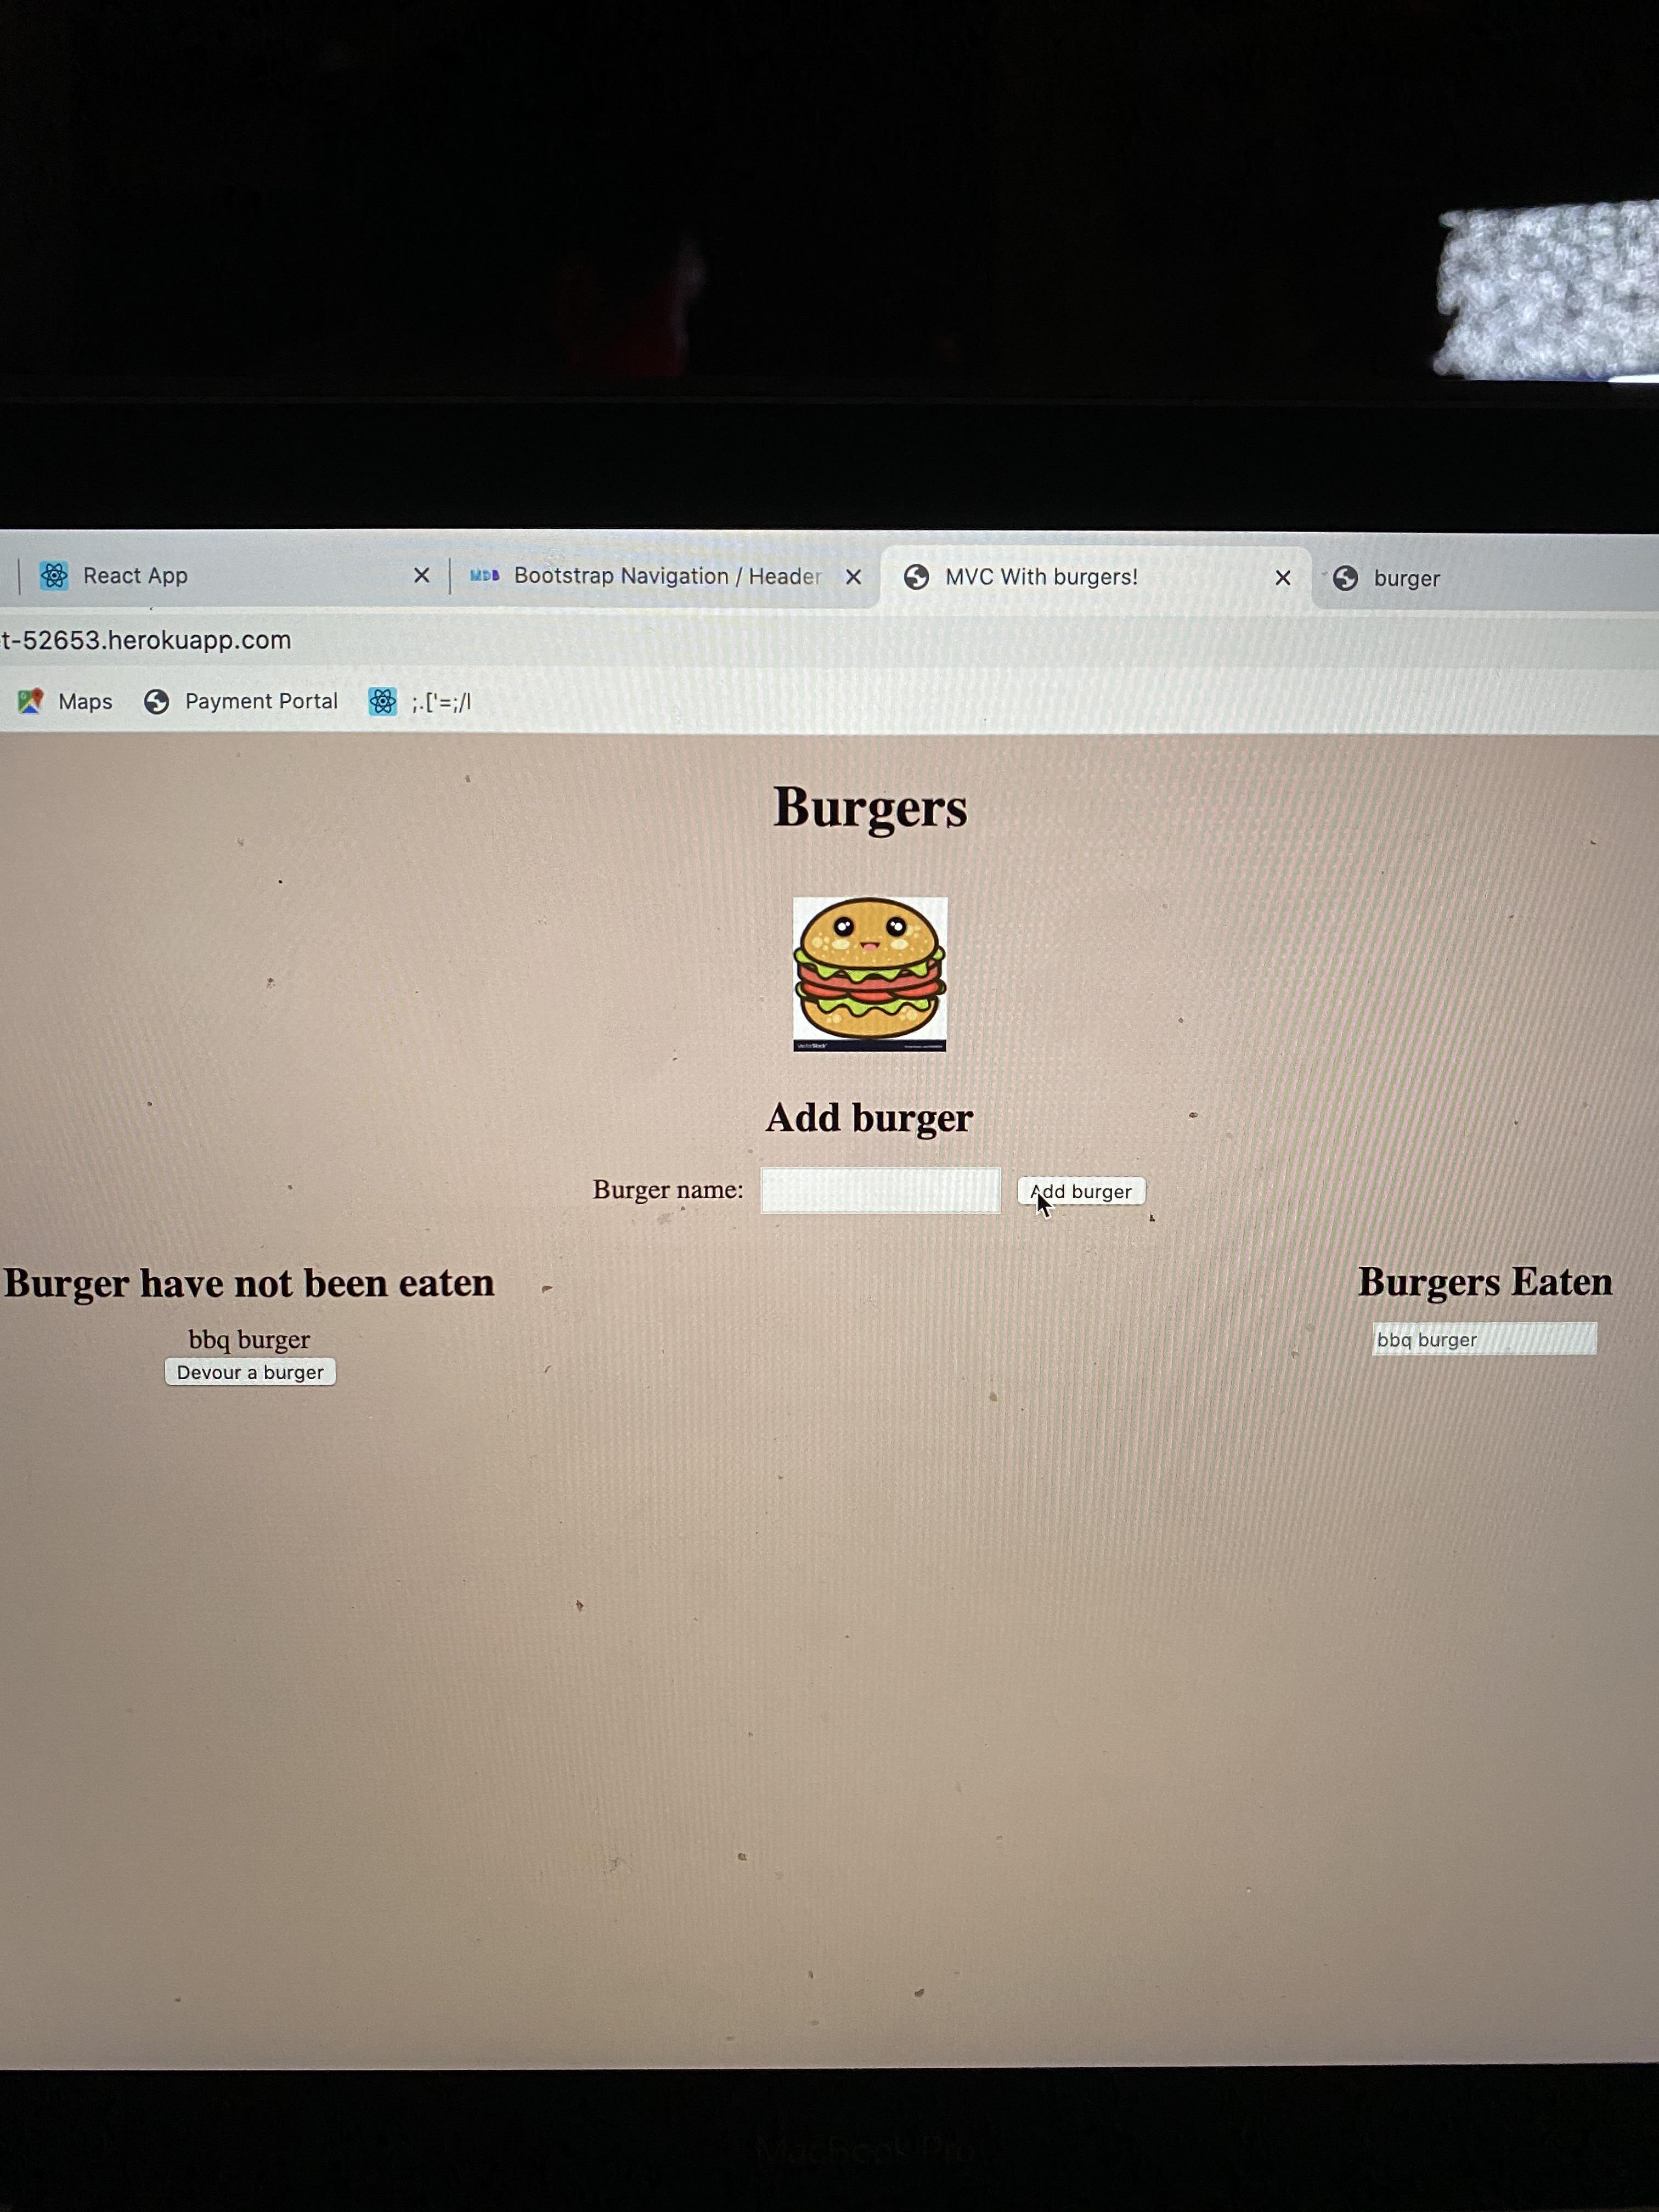 React App
MDB Bootstrap Navigation / Header
MVC With burgers!
burger
t-52653.herokuapp.com
Maps
Payment Portal
;.['=;/l
Burgers
VectorStock
Add burger
Burger name:
Add burger
Burger have not been eaten
Burgers Eaten
bbq burger
bbq burger
Devour a burger
MacBook Pro